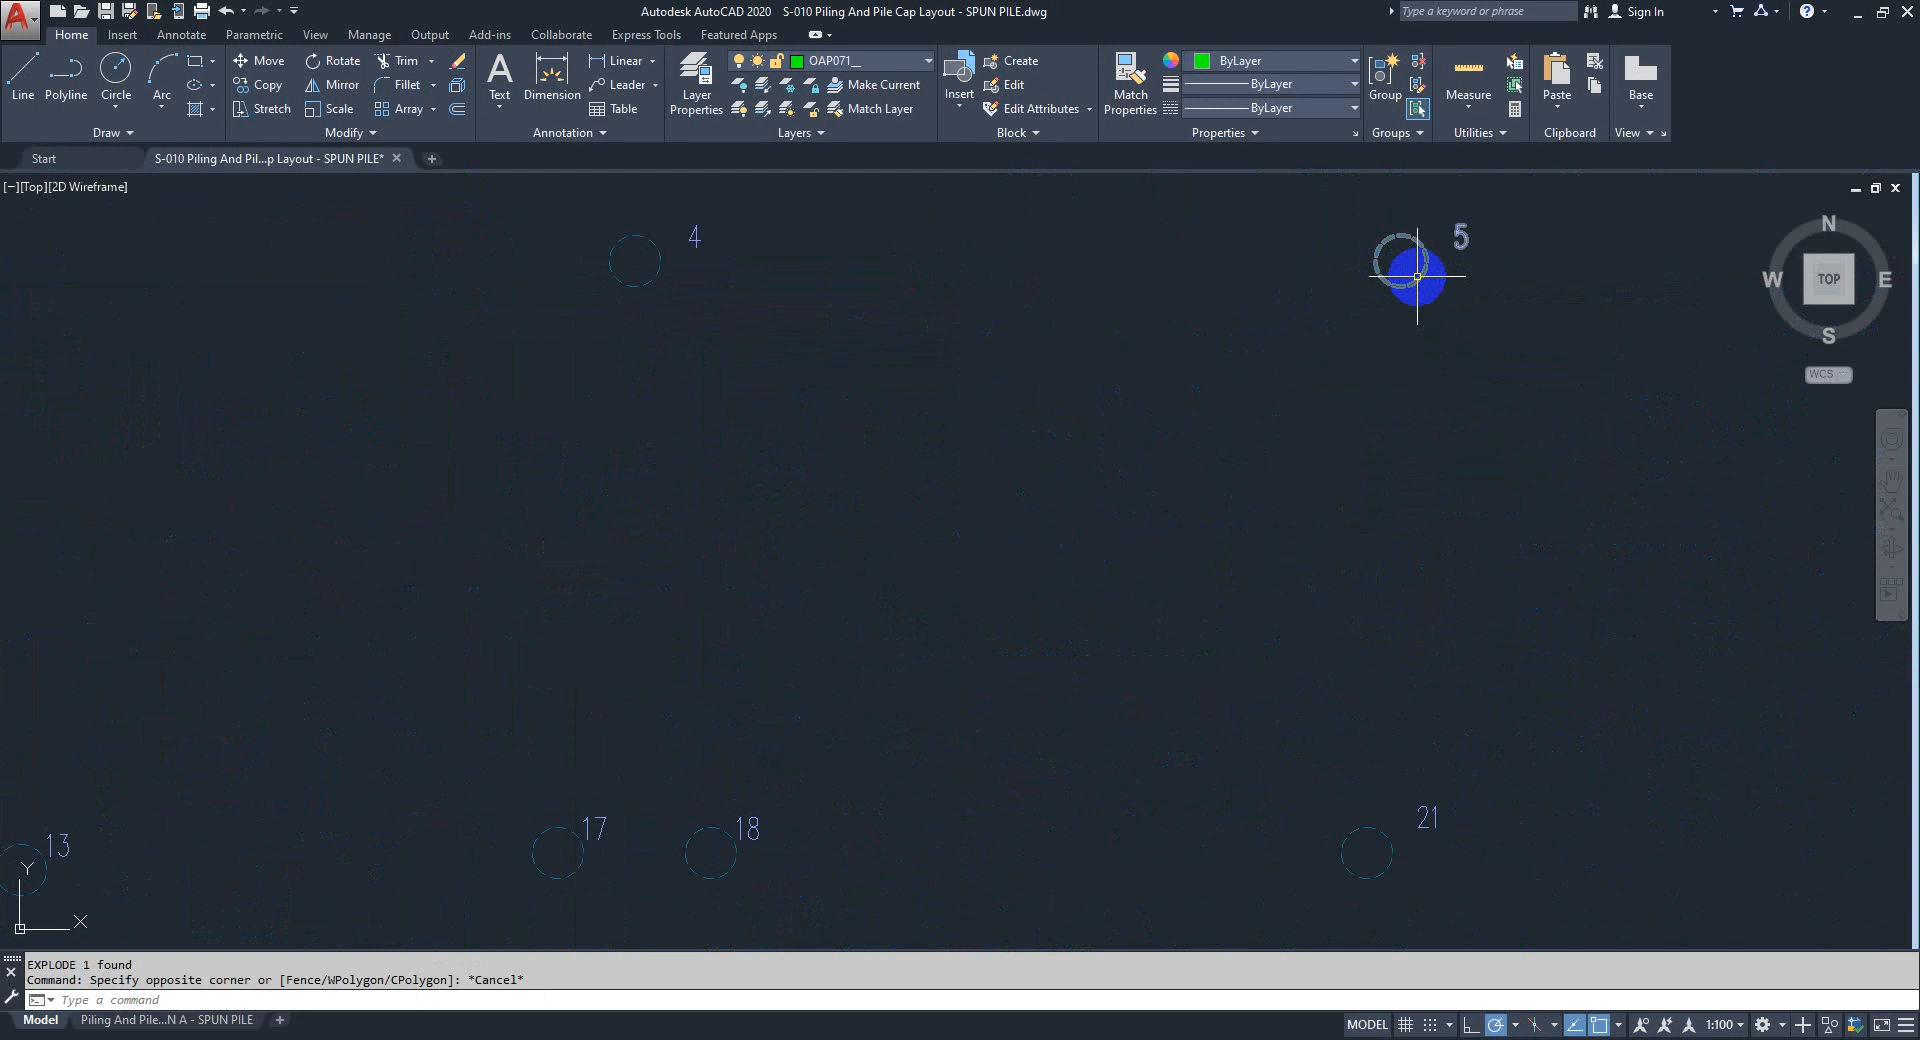 Autodesk AutoCAD 2020 S-010 Piling And Pile Cap Layout - SPUN PILE.dwg
Type a keyword or phrase
Sign In
Home Insert Annotate Parametric View Manage Output Add-ins Collaborate Express Tools Featured Apps
Line Polyline Circle Arc
Move Rotate Trim
Copy Mirror Fillet
Stretch Scale Array
Text Dimension
Linear
Leader
Table
Layer Properties
OAP071__
Make Current
Match Layer
Insert
Create
Edit
Edit Attributes
Match Properties
ByLayer
ByLayer
ByLayer
Group
Measure
Paste
Base
Draw Modify Annotation Layers Block Properties Groups Utilities Clipboard View
Start S-010 Piling And Pil...p Layout - SPUN PILE*
[−][Top][2D Wireframe]
4
5
N
W TOP E
S
WCS
13
17
18
21
Y
X
EXPLODE 1 found
Command: Specify opposite corner or [Fence/WPolygon/CPolygon]: *Cancel*
Type a command
Model Piling And Pile...N A - SPUN PILE
MODEL 1:100